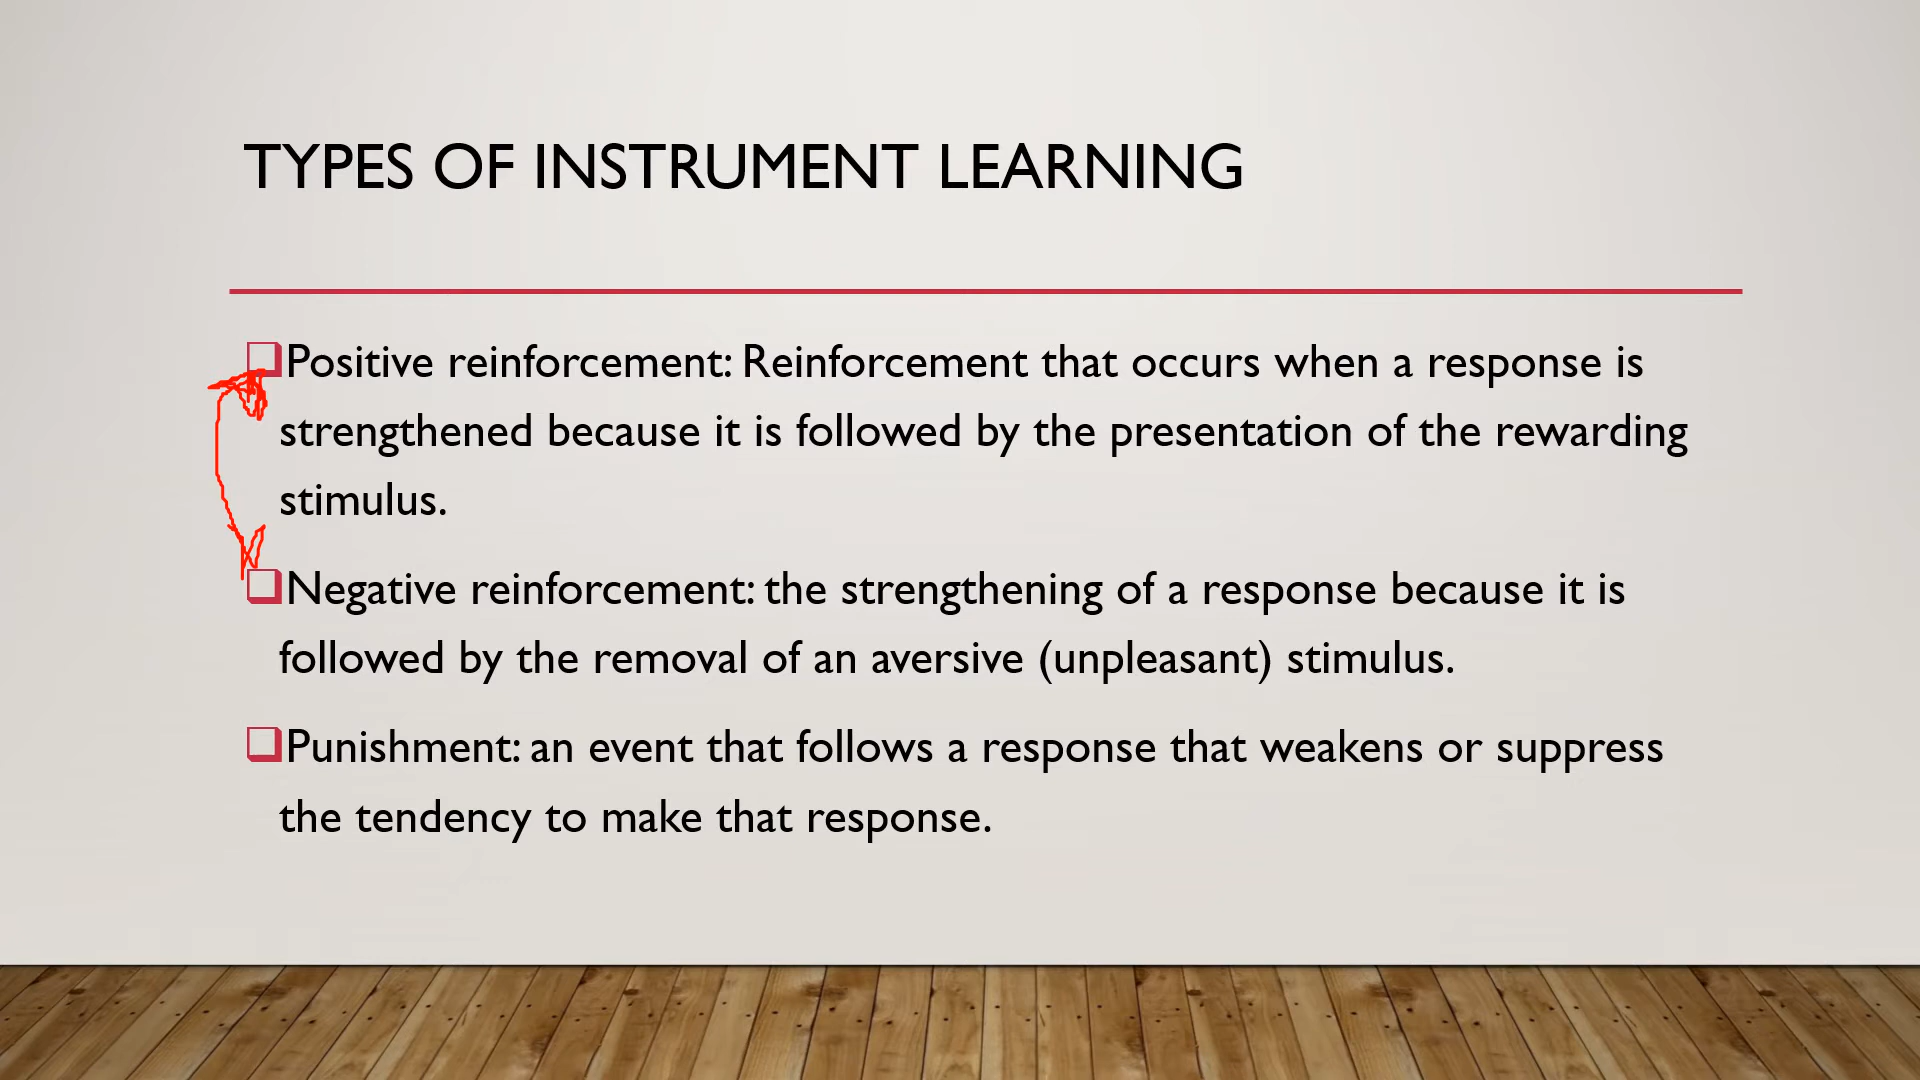 TYPES OF INSTRUMENT LEARNING
Positive reinforcement: Reinforcement that occurs when a response is
strengthened because it is followed by the presentation of the rewarding
stimulus.
Negative reinforcement: the strengthening of a response because it is
followed by the removal of an aversive (unpleasant) stimulus.
Punishment: an event that follows a response that weakens or suppress
the tendency to make that response.